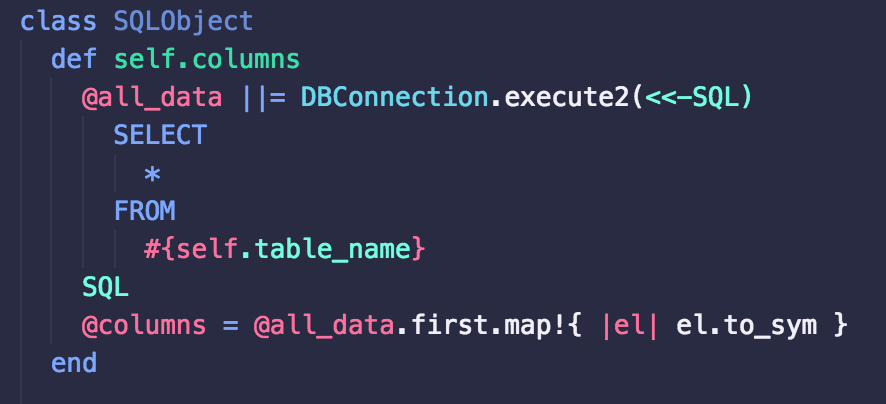 class SQLObject
  def self.columns
    @all_data ||= DBConnection.execute2(<<-SQL)
      SELECT
        *
      FROM
        #{self.table_name}
    SQL
    @columns = @all_data.first.map!{ |el| el.to_sym }
  end